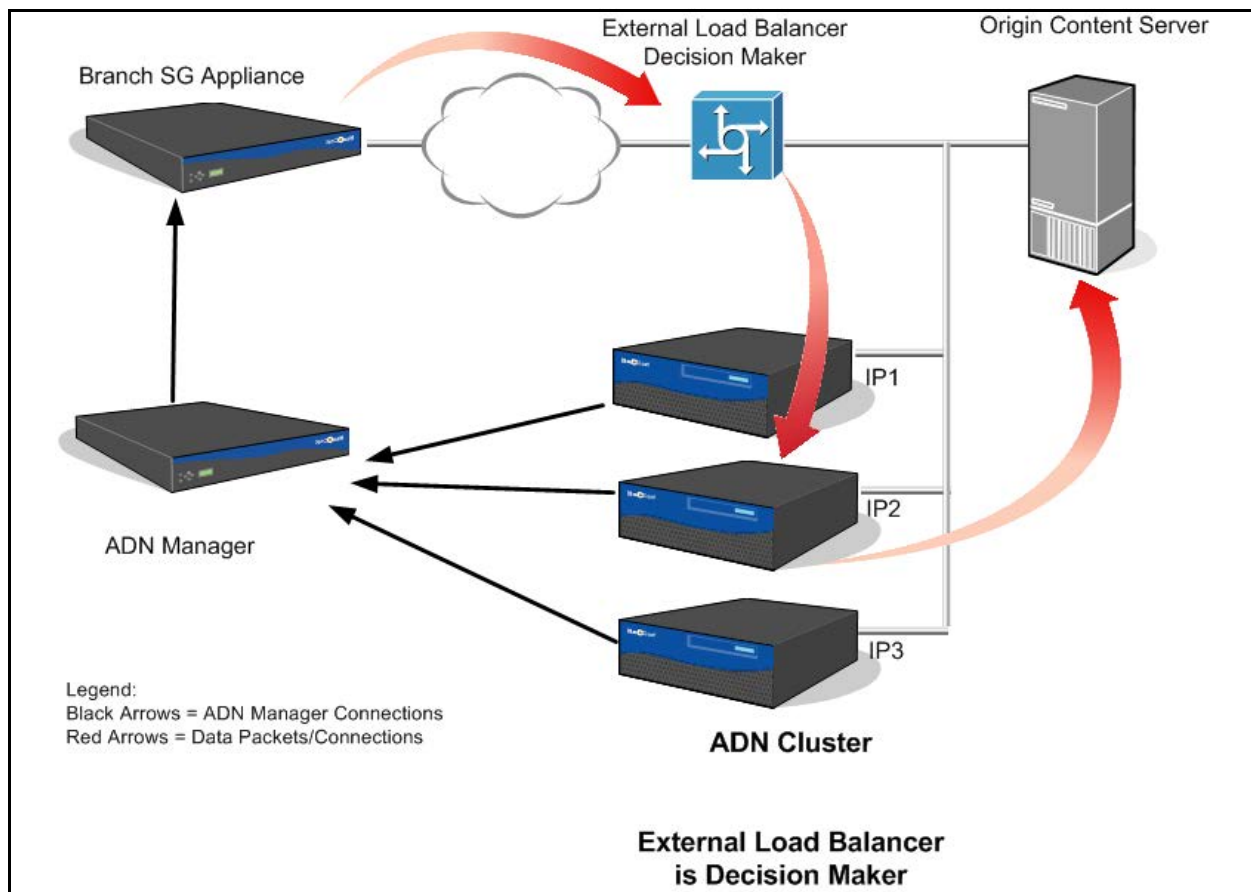 External Load Balancer
Decision Maker
Origin Content Server
Branch SG Appliance
IP1
IP2
ADN Manager
IP3
Legend:
Black Arrows = ADN Manager Connections
Red Arrows = Data Packets/Connections
ADN Cluster
External Load Balancer
is Decision Maker